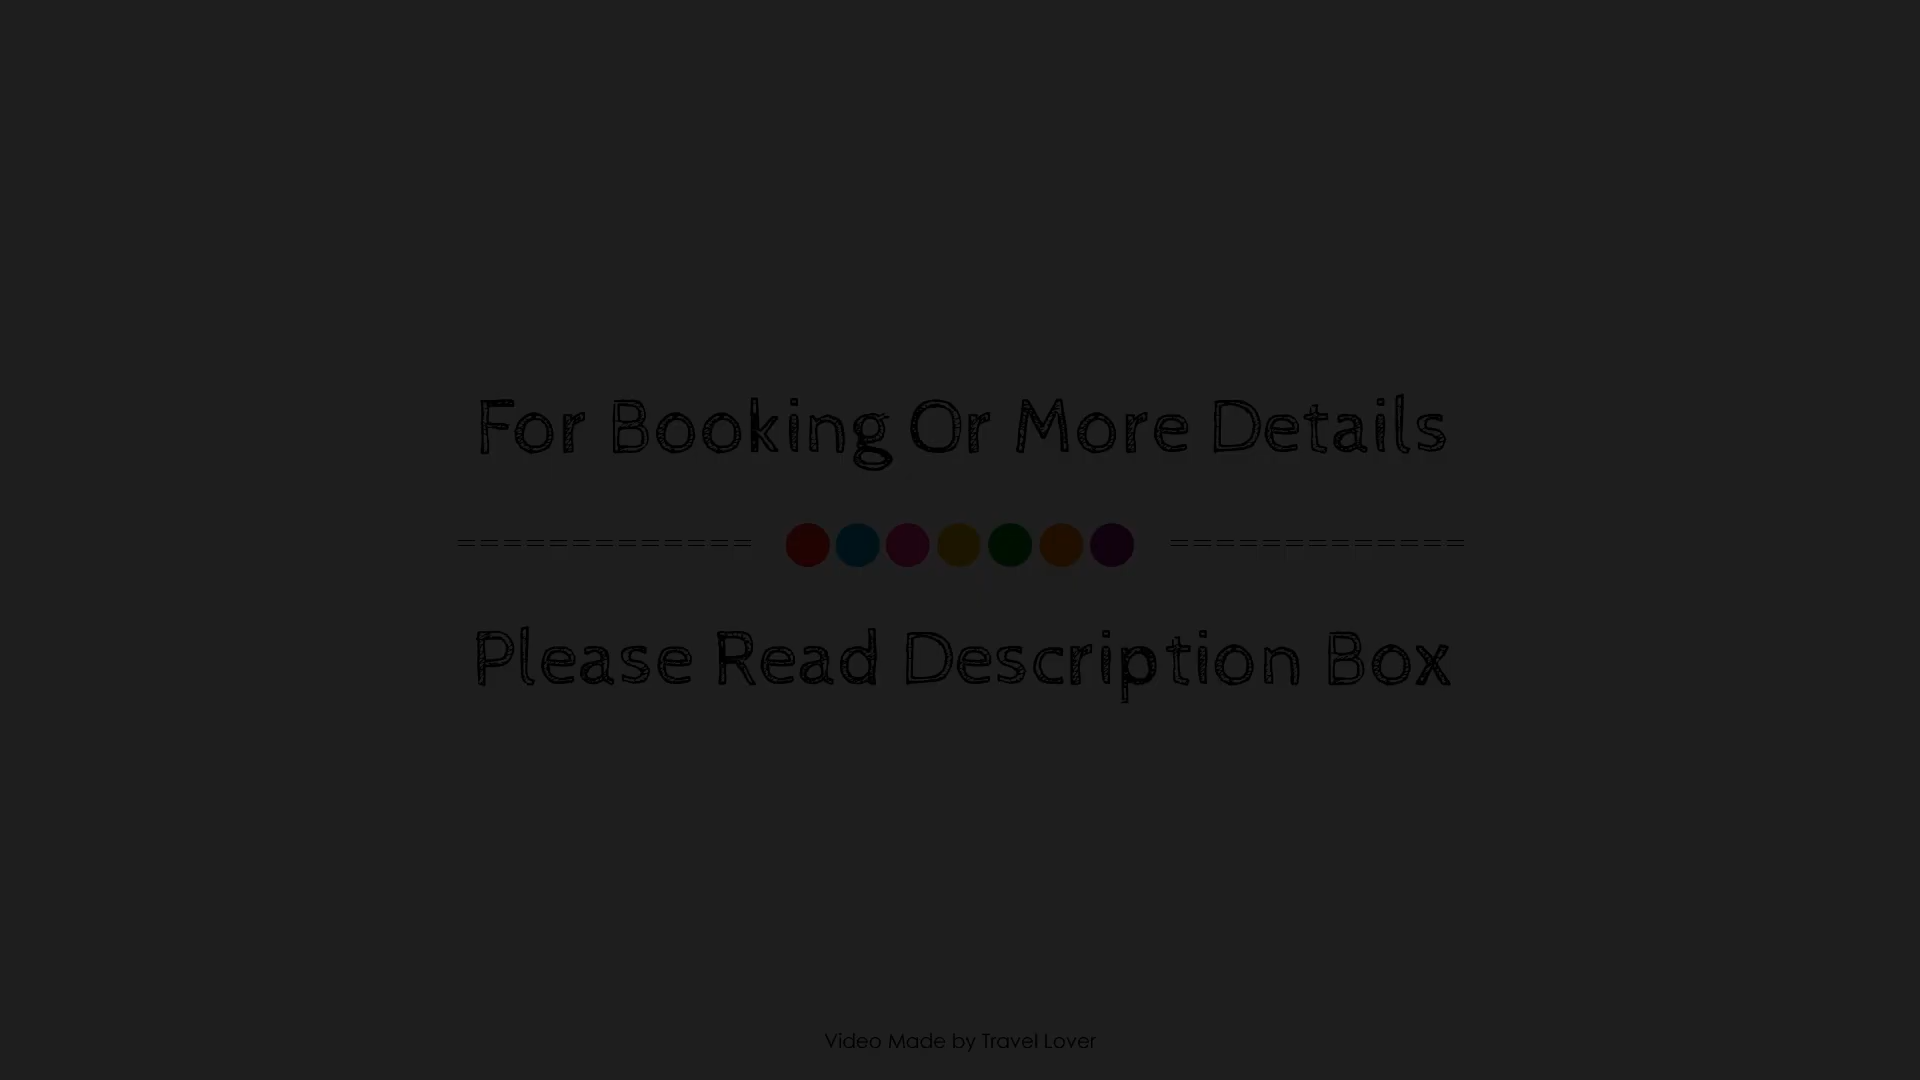 For Booking Or More Details
============= =============
Please Read Description Box
Video Made by Travel Lover